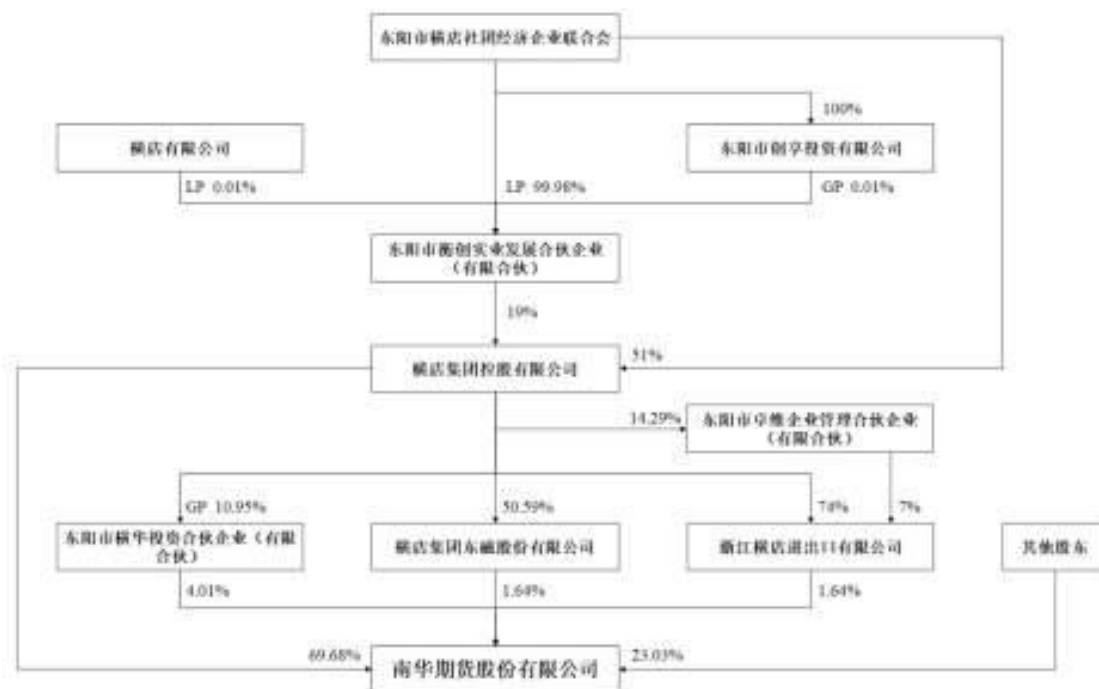 东阳市横店社团经济企业联合会
100%
横店有限公司
东阳市创享投资有限公司
LP 0.01%
LP 99.98%
GP 0.01%
东阳市衡创实业发展合伙企业
（有限合伙）
19%
横店集团控股有限公司
51%
14.29%
东阳市卓维企业管理合伙企业
（有限合伙）
GP 10.95%
50.59%
74%
7%
东阳市横华投资合伙企业（有限
合伙）
横店集团东磁股份有限公司
浙江横店进出口有限公司
其他股东
4.01%
1.64%
1.64%
69.68%
南华期货股份有限公司
23.03%